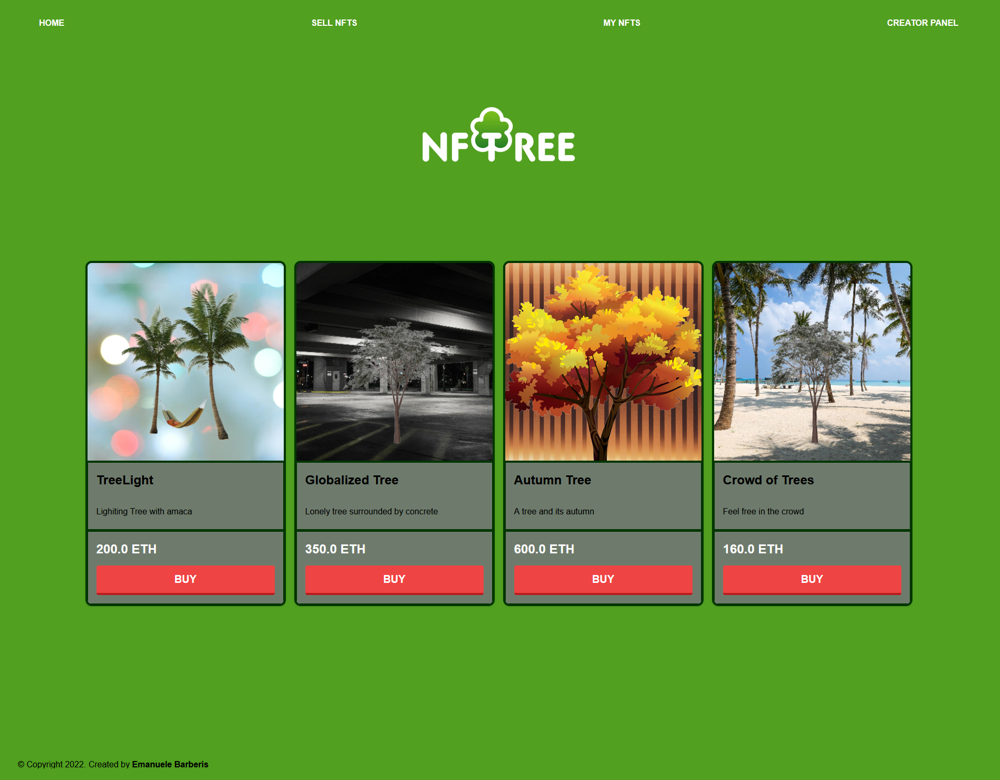 HOME
SELL NFTS
MY NFTS
CREATOR PANEL
NFTREE
TreeLight
Lighiting Tree with amaca
200.0 ETH
BUY
Globalized Tree
Lonely tree surrounded by concrete
350.0 ETH
BUY
Autumn Tree
A tree and its autumn
600.0 ETH
BUY
Crowd of Trees
Feel free in the crowd
160.0 ETH
BUY
© Copyright 2022. Created by Emanuele Barberis